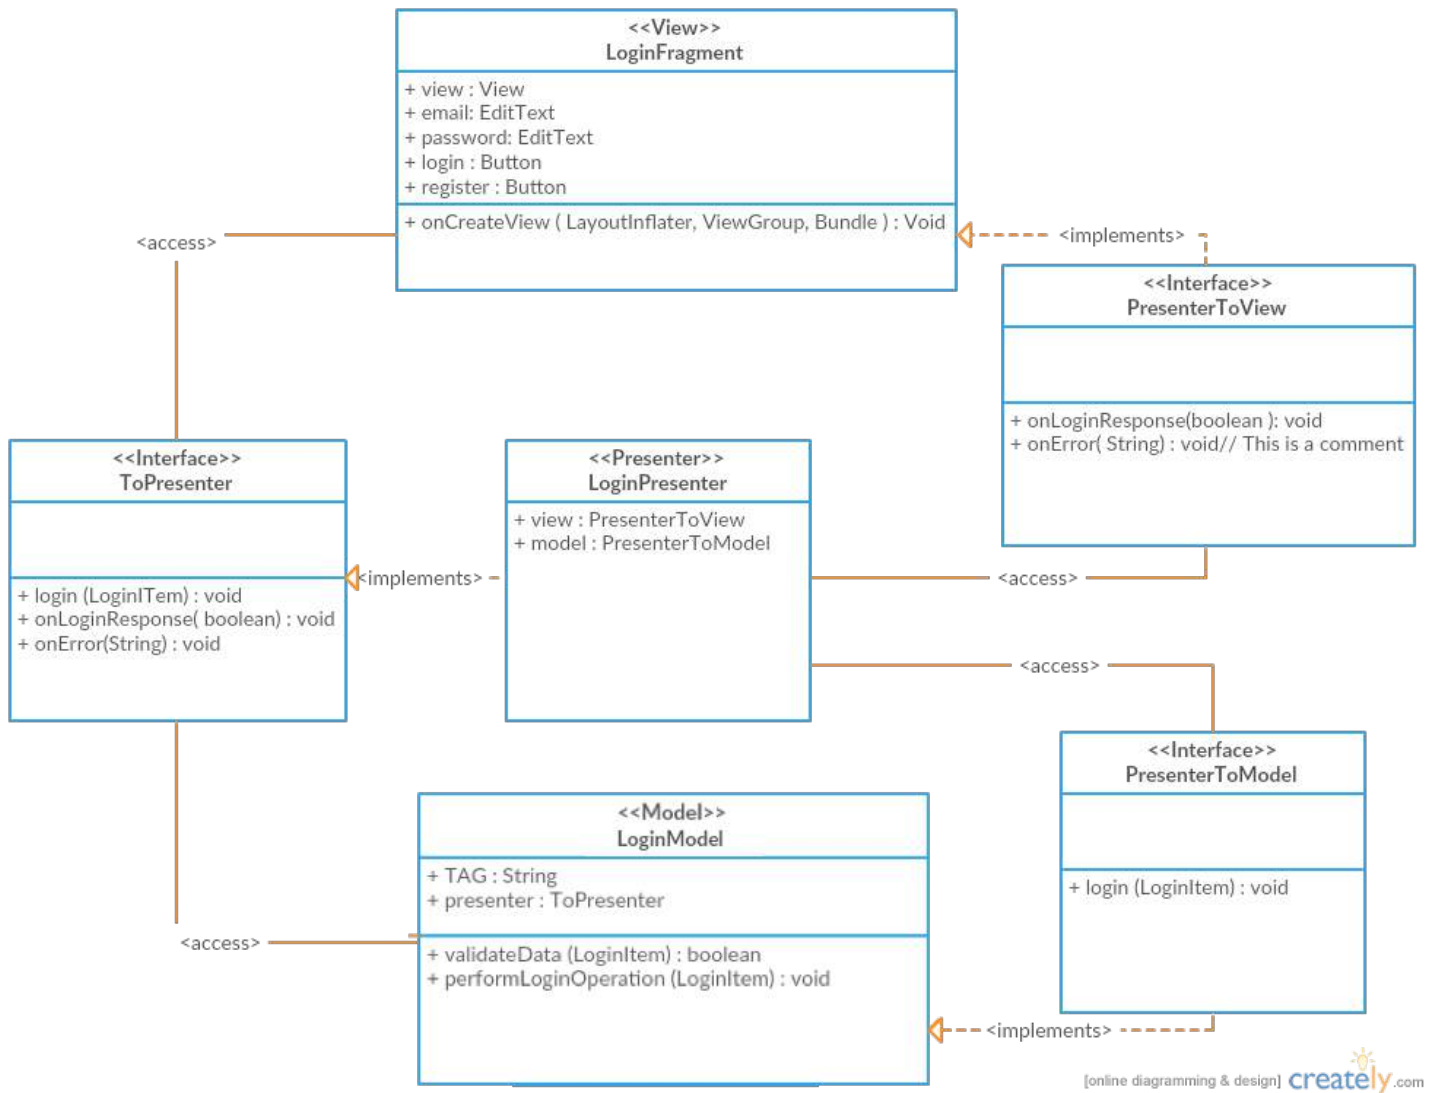 <<View>>
LoginFragment
+ view : View
+ email: EditText
+ password: EditText
+ login : Button
+ register : Button
+ onCreateView ( LayoutInflater, ViewGroup, Bundle ) : Void
<access>
<implements>
<<Interface>>
PresenterToView
+ onLoginResponse(boolean ): void
+ onError( String) : void// This is a comment
<<Interface>>
ToPresenter
+ login (LoginITem) : void
+ onLoginResponse( boolean) : void
+ onError(String) : void
<implements>
<<Presenter>>
LoginPresenter
+ view : PresenterToView
+ model : PresenterToModel
<access>
<access>
<<Interface>>
PresenterToModel
+ login (LoginItem) : void
<<Model>>
LoginModel
+ TAG : String
+ presenter : ToPresenter
+ validateData (LoginItem) : boolean
+ performLoginOperation (LoginItem) : void
<access>
<implements>
[online diagramming & design] creately.com